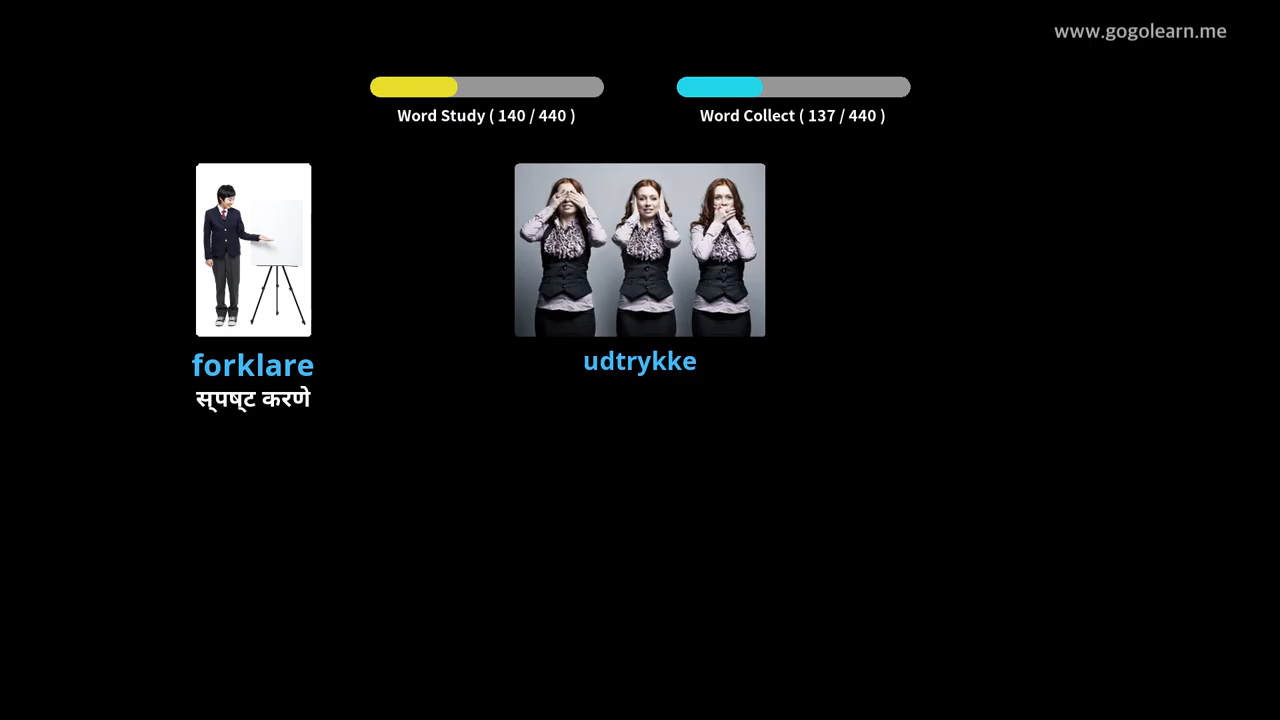 www.gogolearn.me
Word Study ( 140 / 440 )
Word Collect ( 137 / 440 )
forklare
स्पष्ट करणे
udtrykke